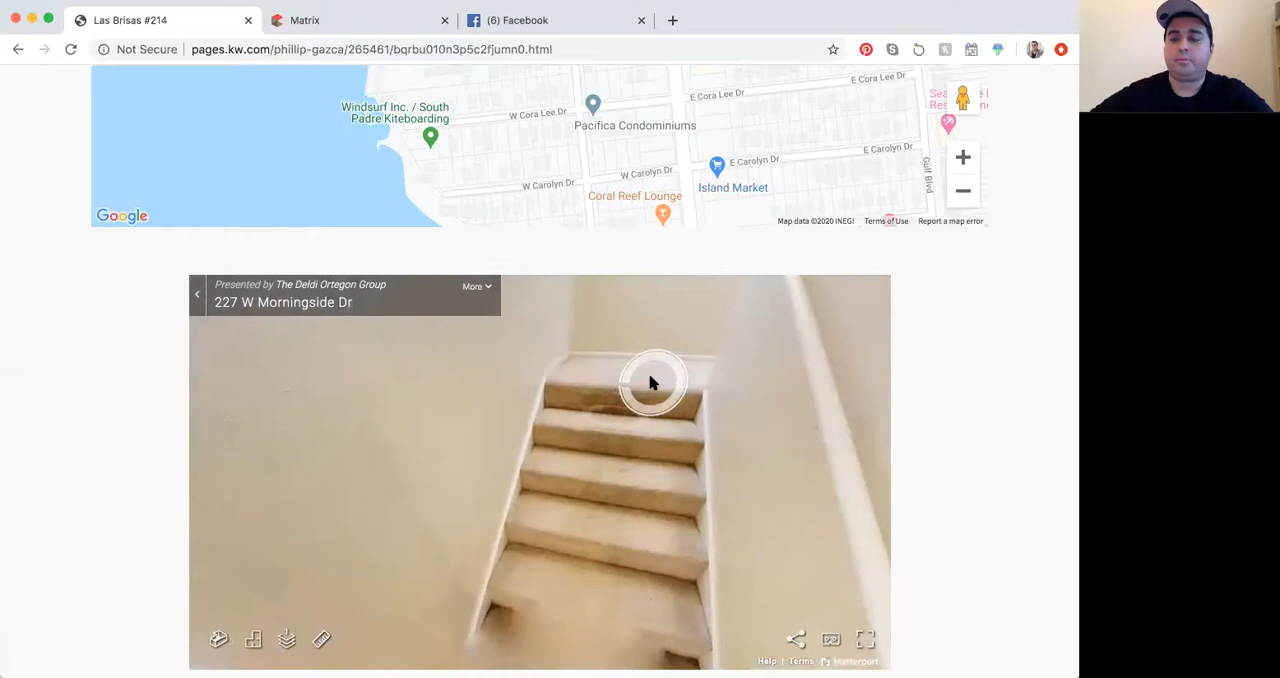 Las Brisas #214
Matrix
(6) Facebook
Not Secure
pages.kw.com/phillip-gazca/265461/bqrbu010n3p5c2fjumn0.html
E Cora Lee Dr
E Cora Lee Dr
W Cora Lee Dr
Windsurf Inc. / South
Padre Kiteboarding
Pacifica Condominiums
E Carolyn Dr
E Carolyn Dr
W Carolyn Dr
W Carolyn Dr
Gulf Blvd
Island Market
Coral Reef Lounge
Google
Map data ©2020 INEGI
Terms of Use
Report a map error
Presented by The Deldi Ortegon Group
More
227 W Morningside Dr
Help | Terms
Matterport